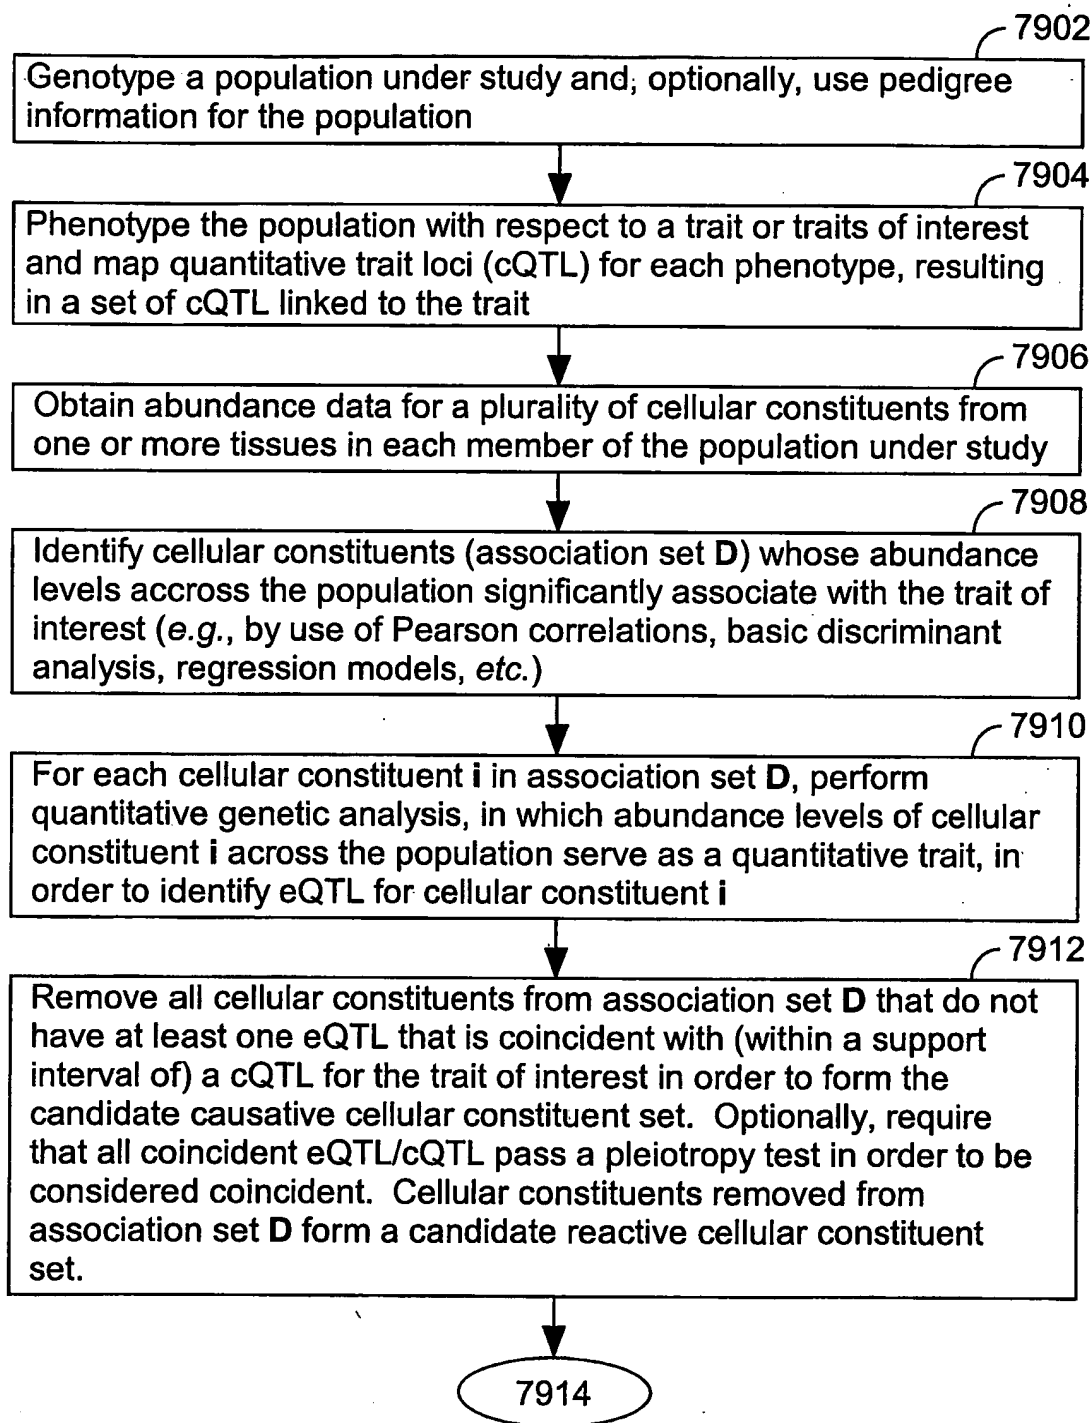 7902
Genotype a population under study and, optionally, use pedigree
information for the population
7904
Phenotype the population with respect to a trait or traits of interest
and map quantitative trait loci (cQTL) for each phenotype, resulting
in a set of cQTL linked to the trait
7906
Obtain abundance data for a plurality of cellular constituents from
one or more tissues in each member of the population under study
7908
Identify cellular constituents (association set D) whose abundance
levels accross the population significantly associate with the trait of
interest (e.g., by use of Pearson correlations, basic discriminant
analysis, regression models, etc.)
7910
For each cellular constituent i in association set D, perform
quantitative genetic analysis, in which abundance levels of cellular
constituent i across the population serve as a quantitative trait, in
order to identify eQTL for cellular constituent i
7912
Remove all cellular constituents from association set D that do not
have at least one eQTL that is coincident with (within a support
interval of) a cQTL for the trait of interest in order to form the
candidate causative cellular constituent set. Optionally, require
that all coincident eQTL/cQTL pass a pleiotropy test in order to be
considered coincident. Cellular constituents removed from
association set D form a candidate reactive cellular constituent
set.
7914